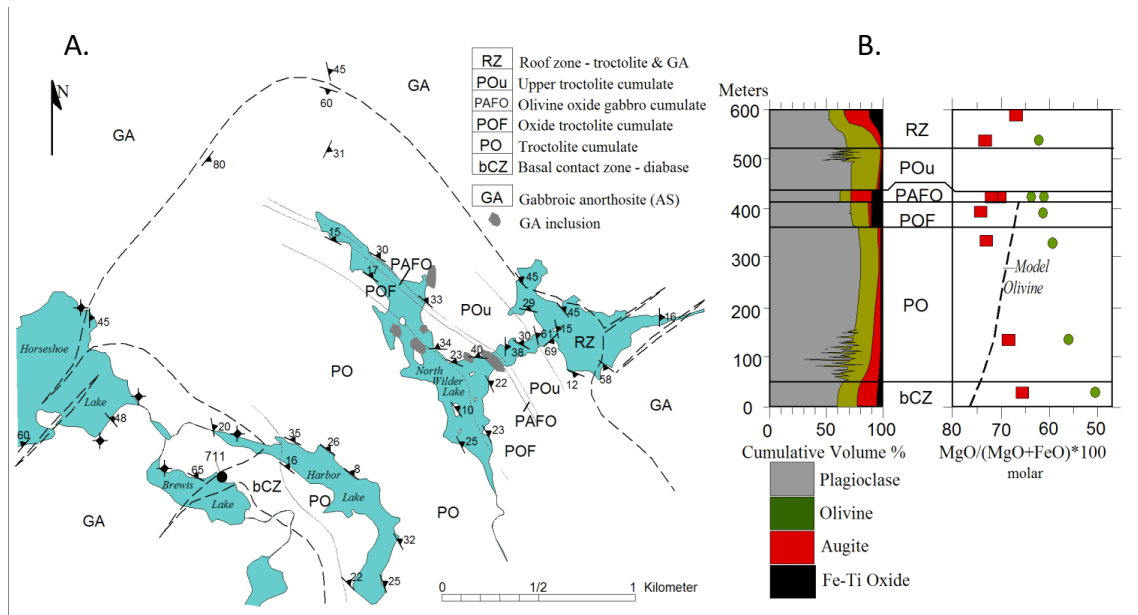 A.
B.
N
RZ Roof zone - troctolite & GA
POu Upper troctolite cumulate
PAFO Olivine oxide gabbro cumulate
POF Oxide troctolite cumulate
PO Troctolite cumulate
bCZ Basal contact zone - diabase
GA Gabbroic anorthosite (AS)
GA inclusion
45
GA
60
GA
31
80
15
30
PAFO
17
POF
33
45
29
45
16
POu
30
61
15
RZ
38
69
34
40
23
12
58
North
Wilder
Lake
22
POu
PAFO
10
23
25
POF
GA
45
Horseshoe
Lake
48
60
PO
20
35
26
16
8
711
65
Harbor
Lake
bCZ
PO
Brewis
Lake
GA
PO
32
22
25
0 1/2 1 Kilometer
Meters
600
500
400
300
200
100
0
RZ
POu
PAFO
POF
PO
bCZ
Model
Olivine
0 50 100
80 70 60 50
Cumulative Volume %
MgO/(MgO+FeO)*100
molar
Plagioclase
Olivine
Augite
Fe-Ti Oxide